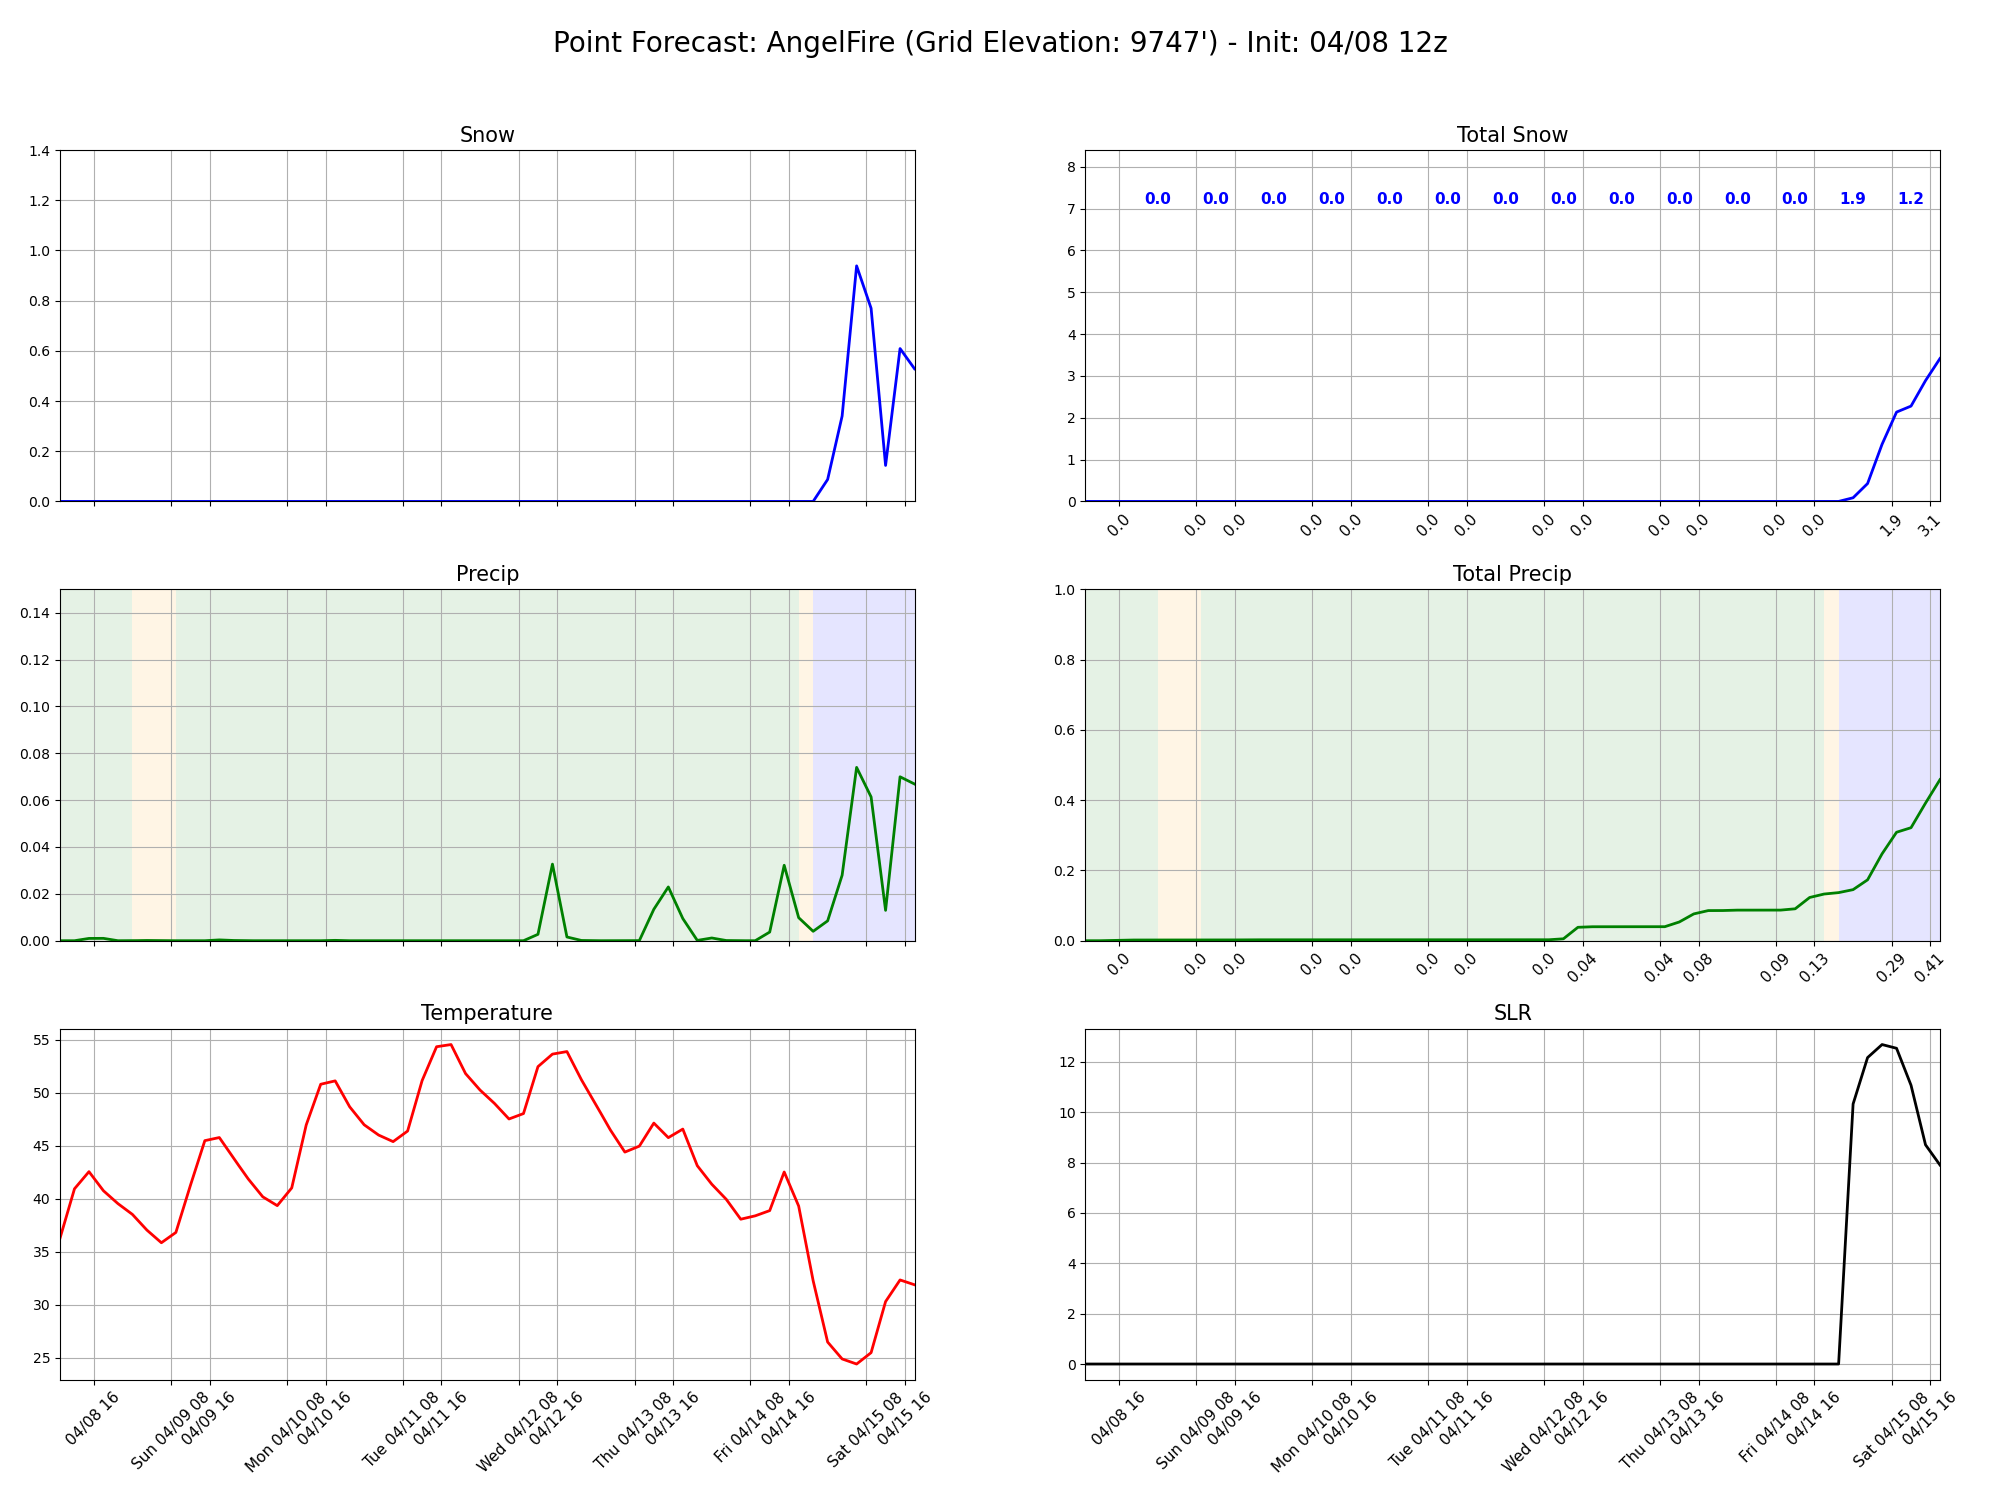 Point Forecast: AngelFire (Grid Elevation: 9747') - Init: 04/08 12z
Snow
1.4
1.2
1.0
0.8
0.6
0.4
0.2
0.0
Total Snow
8
7
6
5
4
3
2
1
0
0.0 0.0 0.0 0.0 0.0 0.0 0.0 0.0 0.0 0.0 0.0 0.0 1.9 1.2
0.0 0.0 0.0 0.0 0.0 0.0 0.0 0.0 0.0 0.0 0.0 0.0 0.0 1.9 3.1
Precip
0.14
0.12
0.10
0.08
0.06
0.04
0.02
0.00
Total Precip
1.0
0.8
0.6
0.4
0.2
0.0
0.0 0.0 0.0 0.0 0.0 0.0 0.0 0.0 0.04 0.04 0.08 0.09 0.13 0.29 0.41
Temperature
55
50
45
40
35
30
25
04/08 16
Sun 04/09 08
04/09 16
Mon 04/10 08
04/10 16
Tue 04/11 08
04/11 16
Wed 04/12 08
04/12 16
Thu 04/13 08
04/13 16
Fri 04/14 08
04/14 16
Sat 04/15 08
04/15 16
SLR
12
10
8
6
4
2
0
04/08 16
Sun 04/09 08
04/09 16
Mon 04/10 08
04/10 16
Tue 04/11 08
04/11 16
Wed 04/12 08
04/12 16
Thu 04/13 08
04/13 16
Fri 04/14 08
04/14 16
Sat 04/15 08
04/15 16